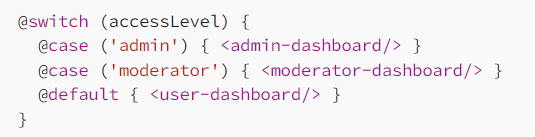 @switch (accessLevel) {
  @case ('admin') { <admin-dashboard/> }
  @case ('moderator') { <moderator-dashboard/> }
  @default { <user-dashboard/> }
}